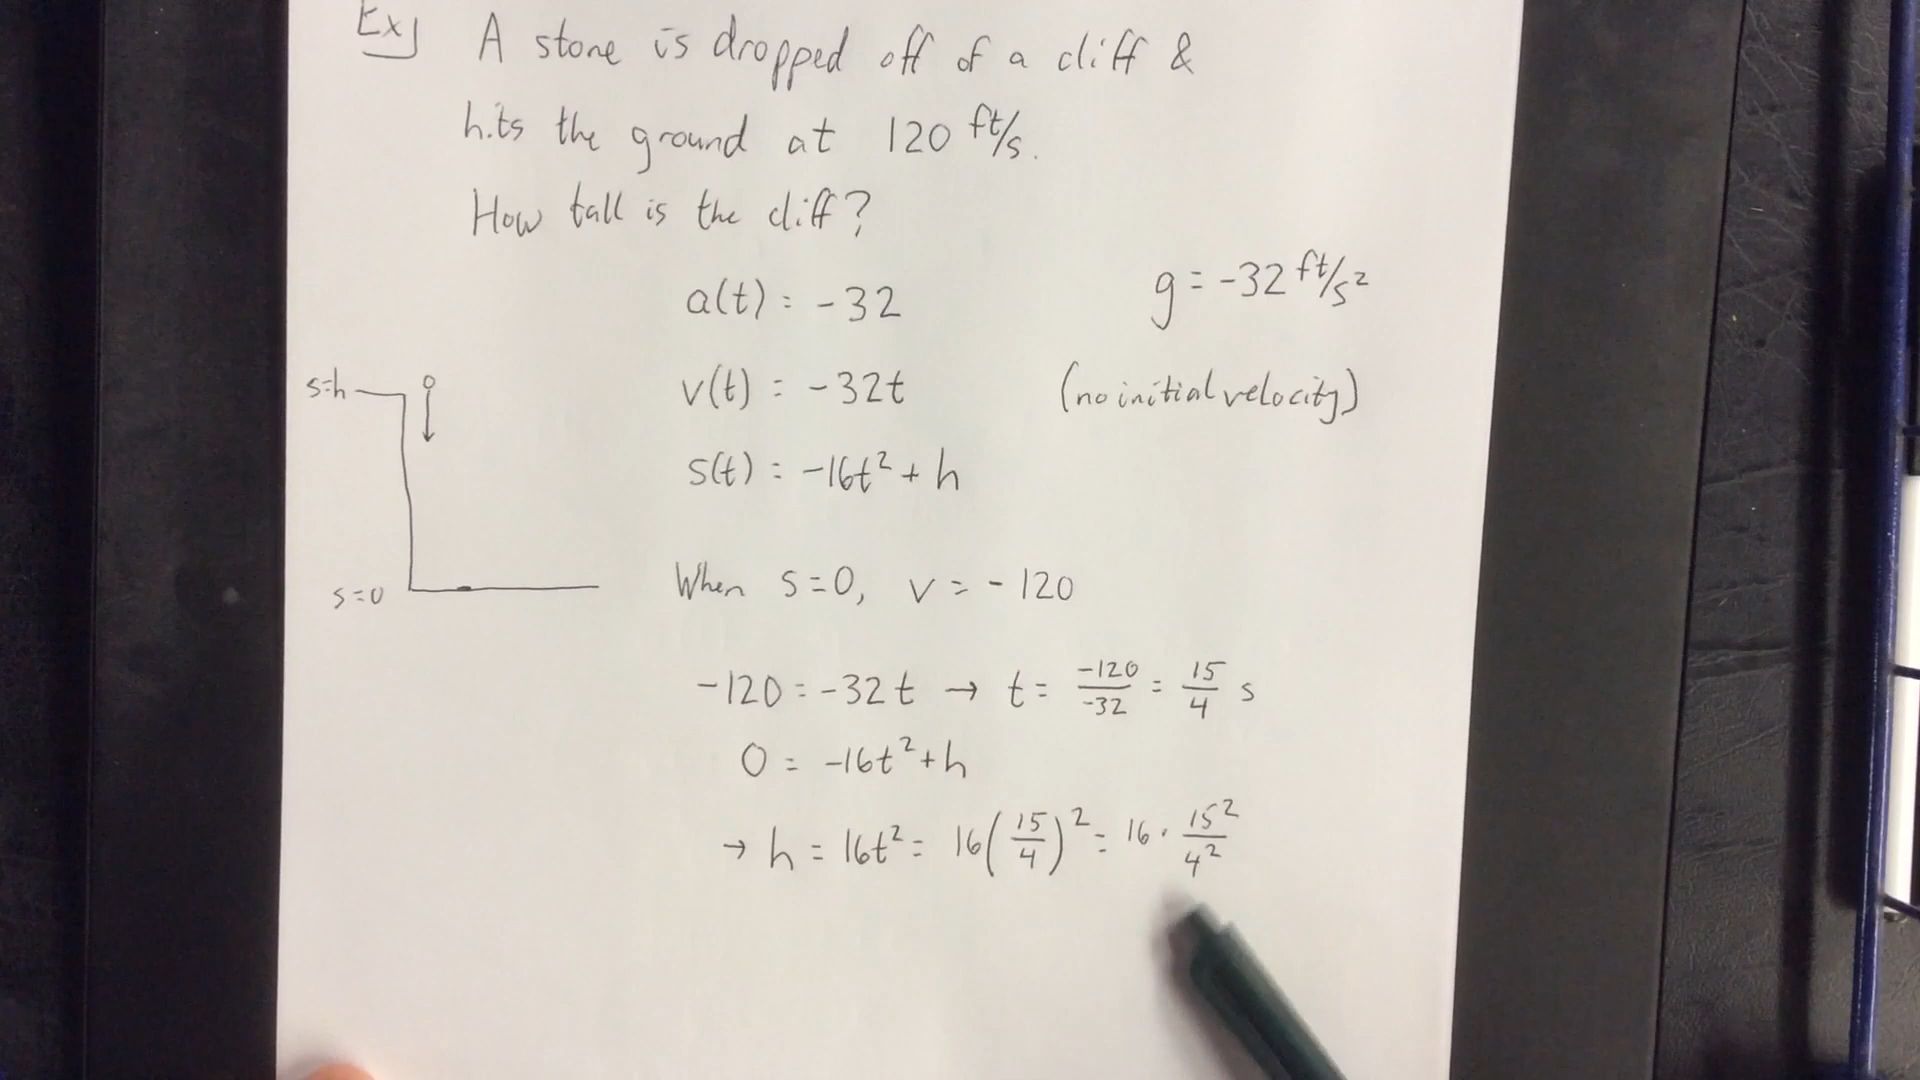 Ex) A stone is dropped off of a cliff &
hits the ground at 120 ft/s.
How tall is the cliff?
a(t) = -32
g = -32 ft/s²
s=h
v(t) = -32t
(no initial velocity)
s(t) = -16t² + h
s=0
When s=0, v = -120
-120 = -32t → t = -120/-32 = 15/4 s
0 = -16t² + h
→ h = 16t² = 16(15/4)² = 16 · 15²/4²